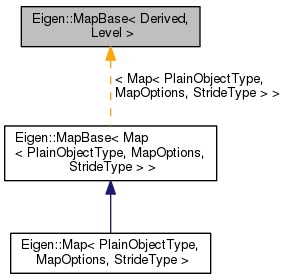 Eigen::MapBase< Derived,
Level >
< Map< PlainObjectType,
MapOptions, StrideType > >
Eigen::MapBase< Map
< PlainObjectType, MapOptions,
StrideType > >
Eigen::Map< PlainObjectType,
MapOptions, StrideType >